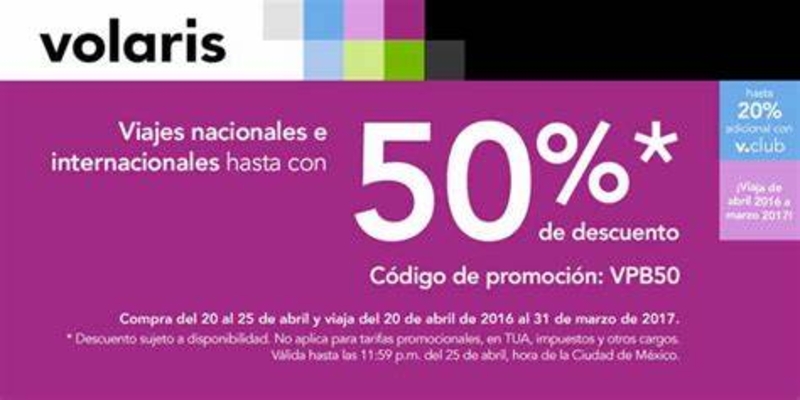 volaris
Viajes nacionales e
internacionales hasta con
50%*
de descuento
Código de promoción: VPB50
hasta
20%
adicional con
v.club
¡Viaja de
abril 2016 a
marzo 2017!
Compra del 20 al 25 de abril y viaja del 20 de abril de 2016 al 31 de marzo de 2017.
* Descuento sujeto a disponibilidad. No aplica para tarifas promocionales, en TUA, impuestos y otros cargos.
Válida hasta las 11:59 p.m. del 25 de abril, hora de la Ciudad de México.